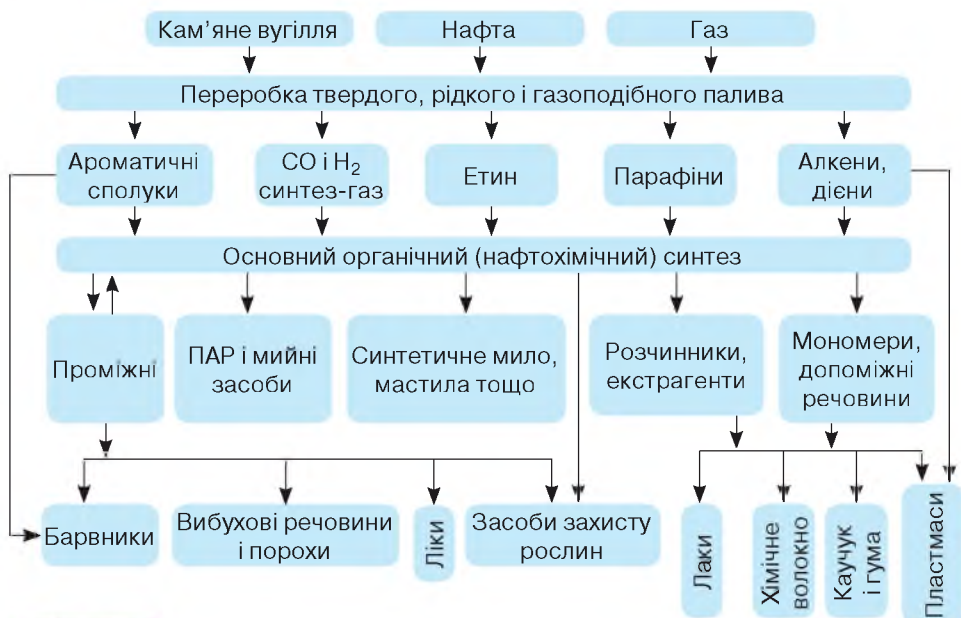 Кам’яне вугілля
Нафта
Газ
Переробка твердого, рідкого і газоподібного палива
Ароматичні
сполуки
СО і Н₂
синтез-газ
Етин
Парафіни
Алкени,
дієни
Основний органічний (нафтохімічний) синтез
Проміжні
ПАР і мийні
засоби
Синтетичне мило,
мастила тощо
Розчинники,
екстрагенти
Мономери,
допоміжні
речовини
Барвники
Вибухові речовини
і порохи
Ліки
Засоби захисту
рослин
Лаки
Хімічне
волокно
Каучук
і гума
Пластмаси